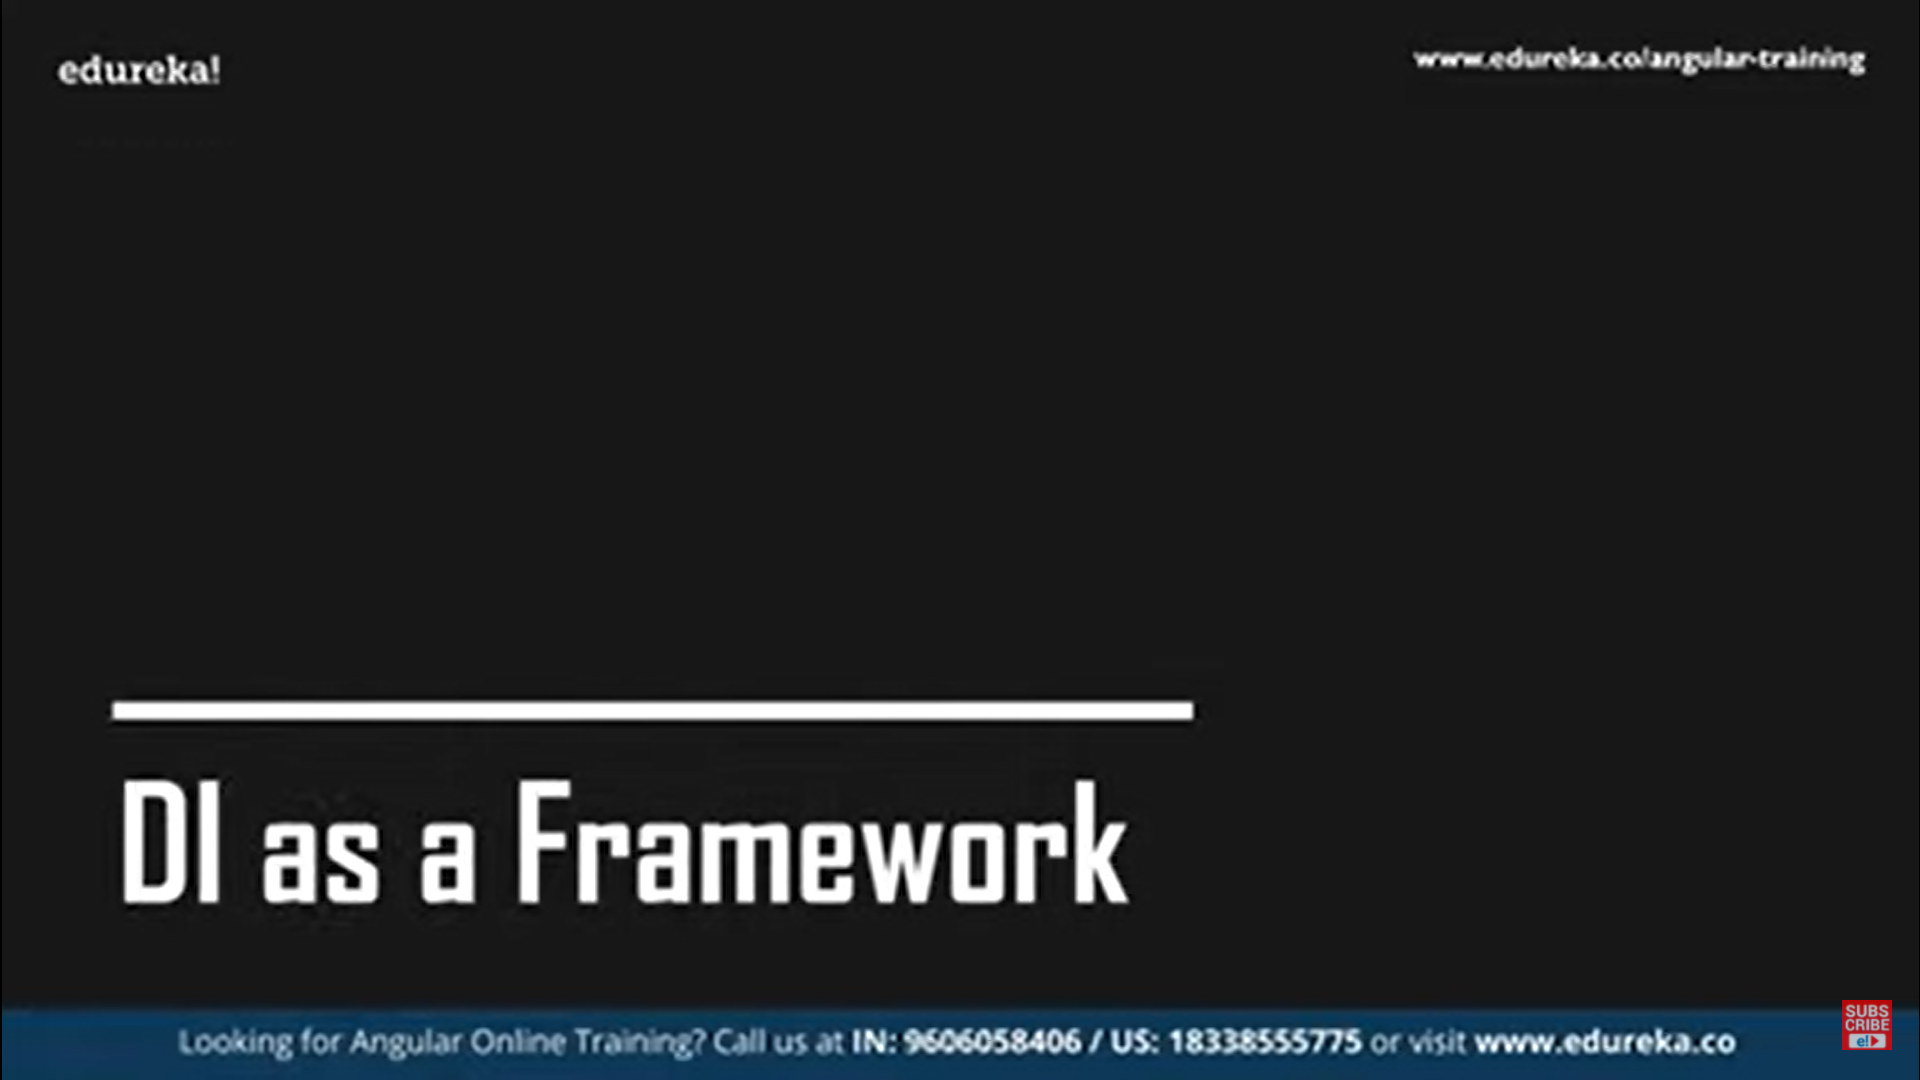 edureka!
www.edureka.co/angular-training
DI as a Framework
Looking for Angular Online Training? Call us at IN: 9606058406 / US: 18338555775 or visit www.edureka.co
SUBS
CRIBE
e!